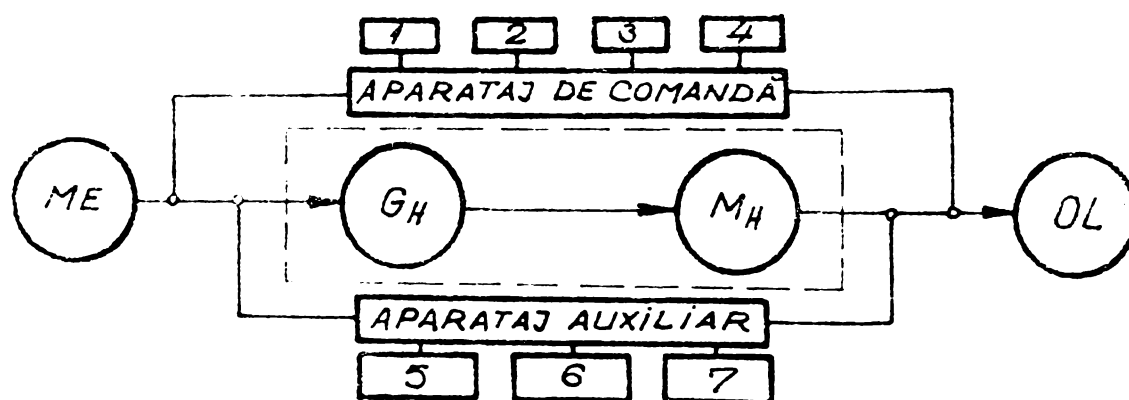 1 2 3 4
APARATAJ DE COMANDĂ
ME GH MH OL
APARATAJ AUXILIAR
5 6 7